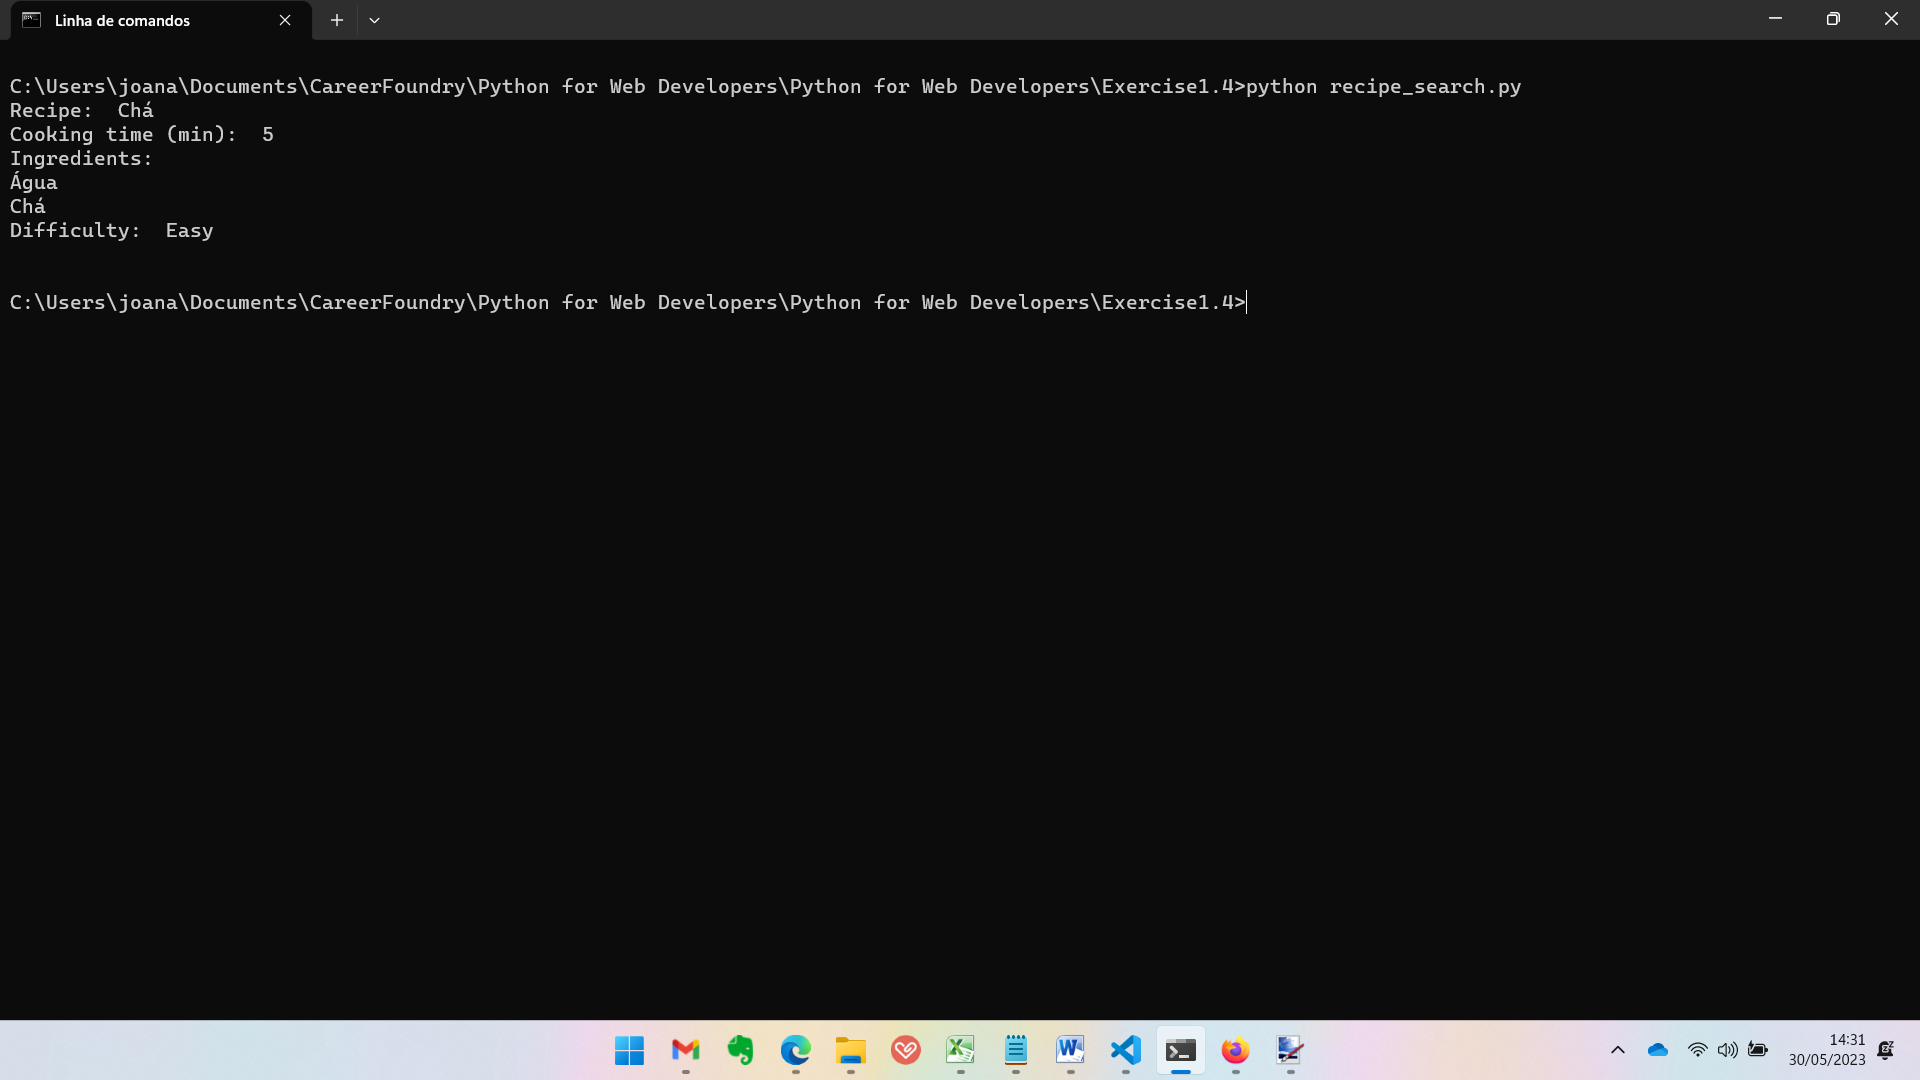 Linha de comandos
C:\Users\joana\Documents\CareerFoundry\Python for Web Developers\Python for Web Developers\Exercise1.4>python recipe_search.py
Recipe:  Chá
Cooking time (min):  5
Ingredients:
Água
Chá
Difficulty:  Easy
C:\Users\joana\Documents\CareerFoundry\Python for Web Developers\Python for Web Developers\Exercise1.4>
14:31
30/05/2023